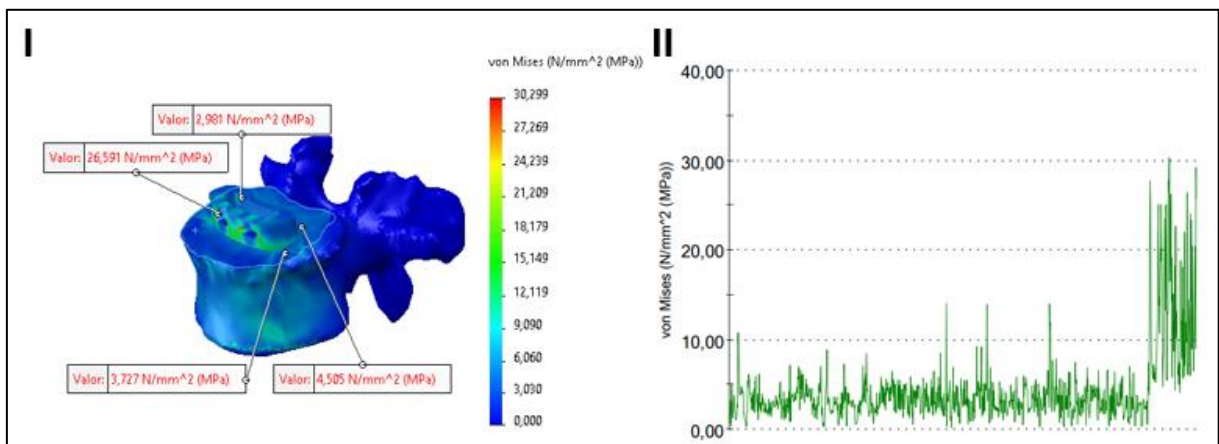 I
von Mises (N/mm^2 (MPa))
30,299
27,269
24,239
21,209
18,179
15,149
12,119
9,090
6,060
3,030
0,000
Valor: 2,981 N/mm^2 (MPa)
Valor: 26,591 N/mm^2 (MPa)
Valor: 3,727 N/mm^2 (MPa)
Valor: 4,505 N/mm^2 (MPa)
II
von Mises (N/mm^2 (MPa))
40,00
30,00
20,00
10,00
0,00